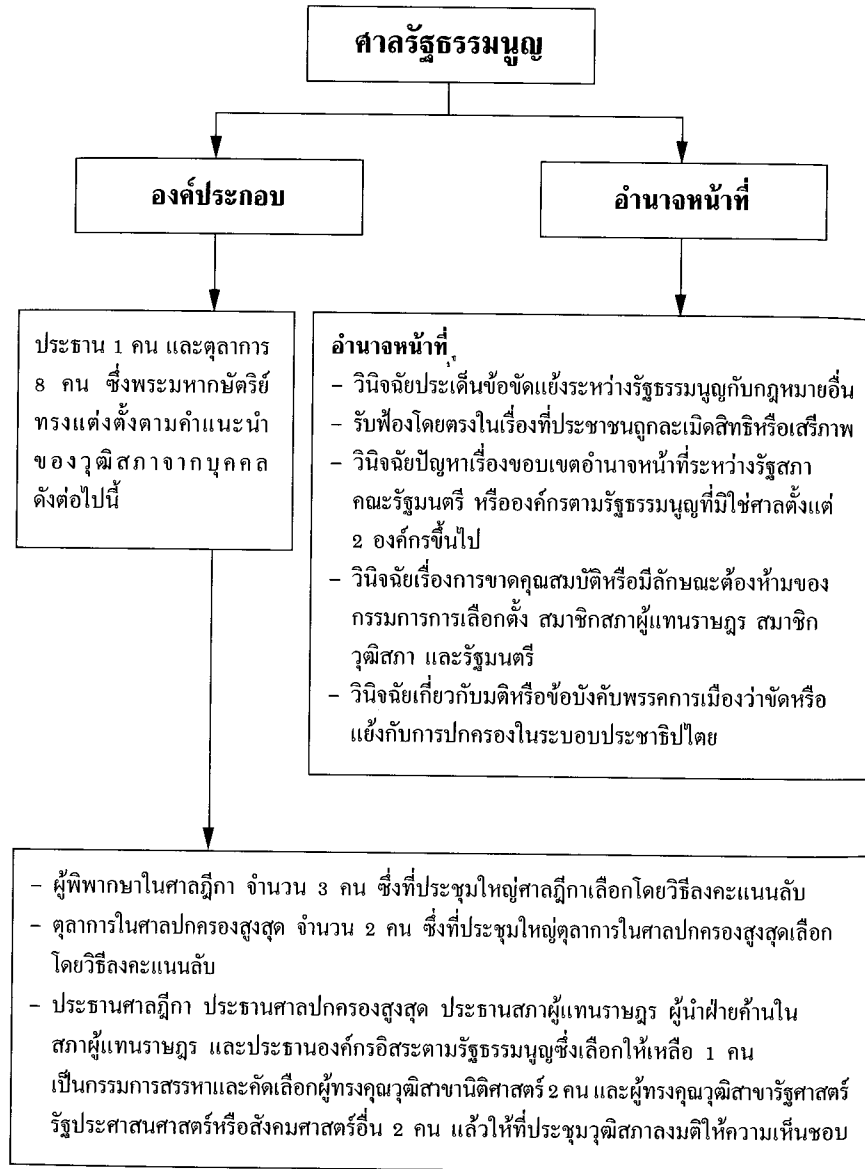 ศาลรัฐธรรมนูญ
องค์ประกอบ
อำนาจหน้าที่
ประธาน 1 คน และตุลาการ
8 คน ซึ่งพระมหากษัตริย์
ทรงแต่งตั้งตามคำแนะนำ
ของวุฒิสภาจากบุคคล
ดังต่อไปนี้
อำนาจหน้าที่
– วินิจฉัยประเด็นข้อขัดแย้งระหว่างรัฐธรรมนูญกับกฎหมายอื่น
– รับฟ้องโดยตรงในเรื่องที่ประชาชนถูกละเมิดสิทธิหรือเสรีภาพ
– วินิจฉัยปัญหาเรื่องขอบเขตอำนาจหน้าที่ระหว่างรัฐสภา
คณะรัฐมนตรี หรือองค์กรตามรัฐธรรมนูญที่มิใช่ศาลตั้งแต่
2 องค์กรขึ้นไป
– วินิจฉัยเรื่องการขาดคุณสมบัติหรือมีลักษณะต้องห้ามของ
กรรมการการเลือกตั้ง สมาชิกสภาผู้แทนราษฎร สมาชิก
วุฒิสภา และรัฐมนตรี
– วินิจฉัยเกี่ยวกับมติหรือข้อบังคับพรรคการเมืองว่าขัดหรือ
แย้งกับการปกครองในระบอบประชาธิปไตย
– ผู้พิพากษาในศาลฎีกา จำนวน 3 คน ซึ่งที่ประชุมใหญ่ศาลฎีกาเลือกโดยวิธีลงคะแนนลับ
– ตุลาการในศาลปกครองสูงสุด จำนวน 2 คน ซึ่งที่ประชุมใหญ่ตุลาการในศาลปกครองสูงสุดเลือก
โดยวิธีลงคะแนนลับ
– ประธานศาลฎีกา ประธานศาลปกครองสูงสุด ประธานสภาผู้แทนราษฎร ผู้นำฝ่ายค้านใน
สภาผู้แทนราษฎร และประธานองค์กรอิสระตามรัฐธรรมนูญซึ่งเลือกให้เหลือ 1 คน
เป็นกรรมการสรรหาและคัดเลือกผู้ทรงคุณวุฒิสาขานิติศาสตร์ 2 คน และผู้ทรงคุณวุฒิสาขารัฐศาสตร์
รัฐประศาสนศาสตร์หรือสังคมศาสตร์อื่น 2 คน แล้วให้ที่ประชุมวุฒิสภาลงมติให้ความเห็นชอบ